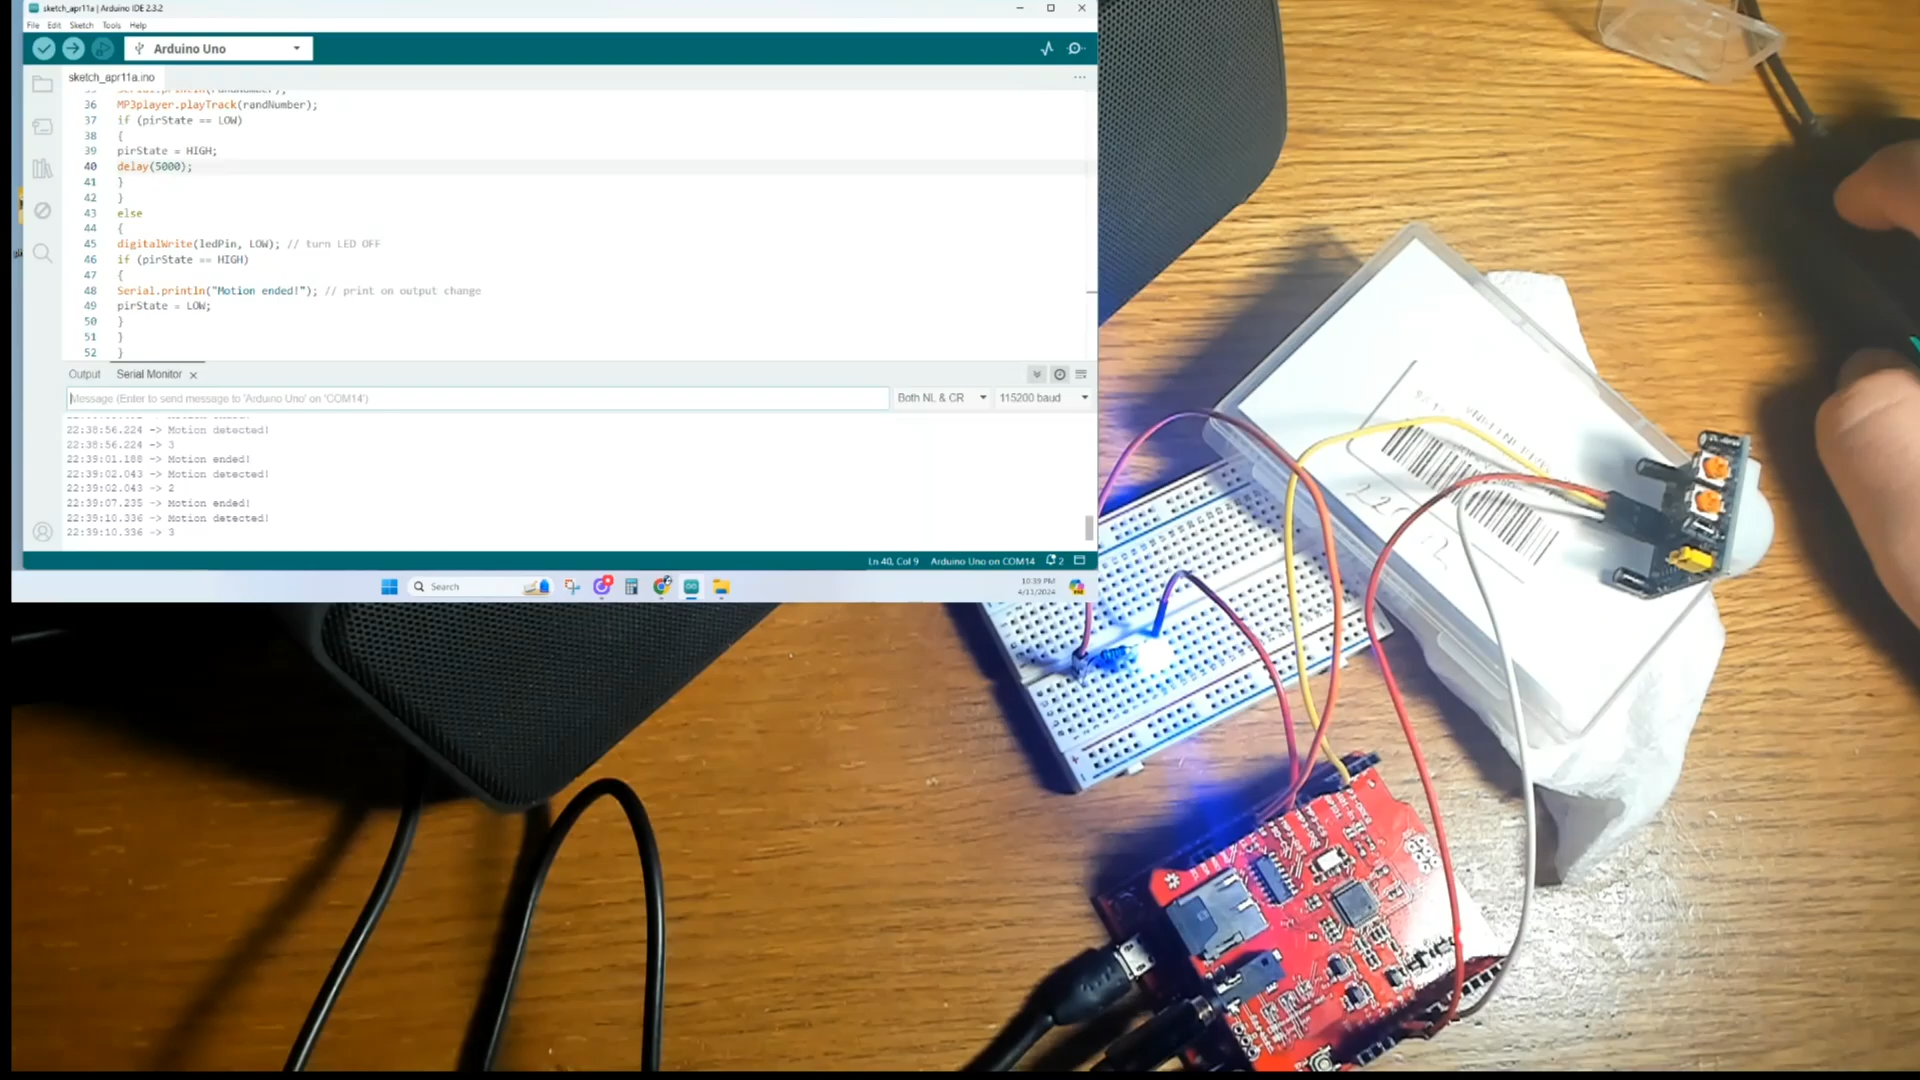 sketch_apr11a | Arduino IDE 2.3.2
File Edit Sketch Tools Help
Arduino Uno
sketch_apr11a.ino
36 MP3player.playTrack(randNumber);
37 if (pirState == LOW)
38 {
39 pirState = HIGH;
40 delay(5000);
41 }
42 }
43 else
44 {
45 digitalWrite(ledPin, LOW); // turn LED OFF
46 if (pirState == HIGH)
47 {
48 Serial.println("Motion ended!"); // print on output change
49 pirState = LOW;
50 }
51 }
52 }
Output Serial Monitor
Message (Enter to send message to 'Arduino Uno' on 'COM14')
Both NL & CR 115200 baud
22:38:56.224 -> Motion detected!
22:38:56.224 -> 3
22:39:01.188 -> Motion ended!
22:39:02.043 -> Motion detected!
22:39:02.043 -> 2
22:39:07.235 -> Motion ended!
22:39:10.336 -> Motion detected!
22:39:10.336 -> 3
Ln 40, Col 9 Arduino Uno on COM14 2
Search
10:39 PM
4/11/2024